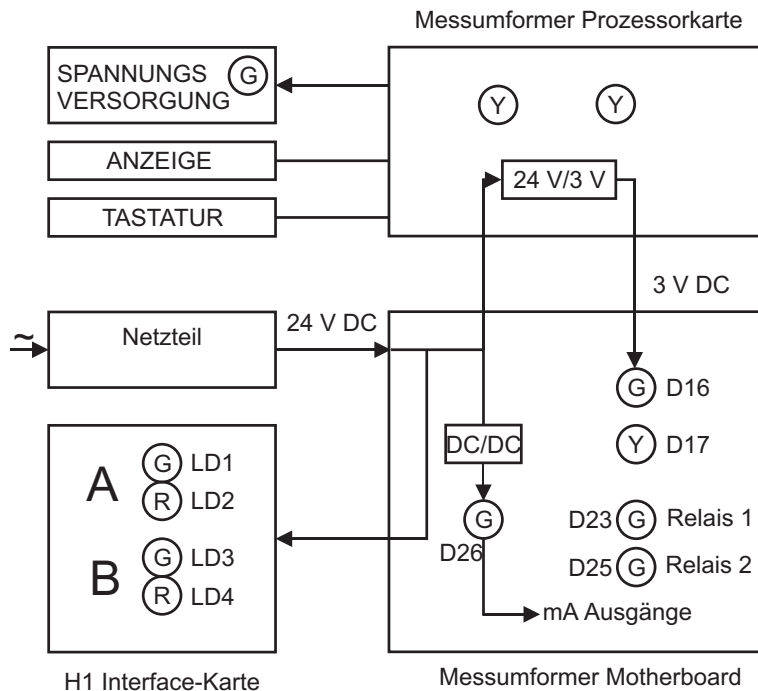 Messumformer Prozessorkarte
SPANNUNGS
VERSORGUNG
G
Y
Y
ANZEIGE
24 V/3 V
TASTATUR
3 V DC
~
Netzteil
24 V DC
G D16
DC/DC
Y D17
A
G LD1
R LD2
G
D26
D23 G Relais 1
B
G LD3
R LD4
D25 G Relais 2
mA Ausgänge
H1 Interface-Karte
Messumformer Motherboard